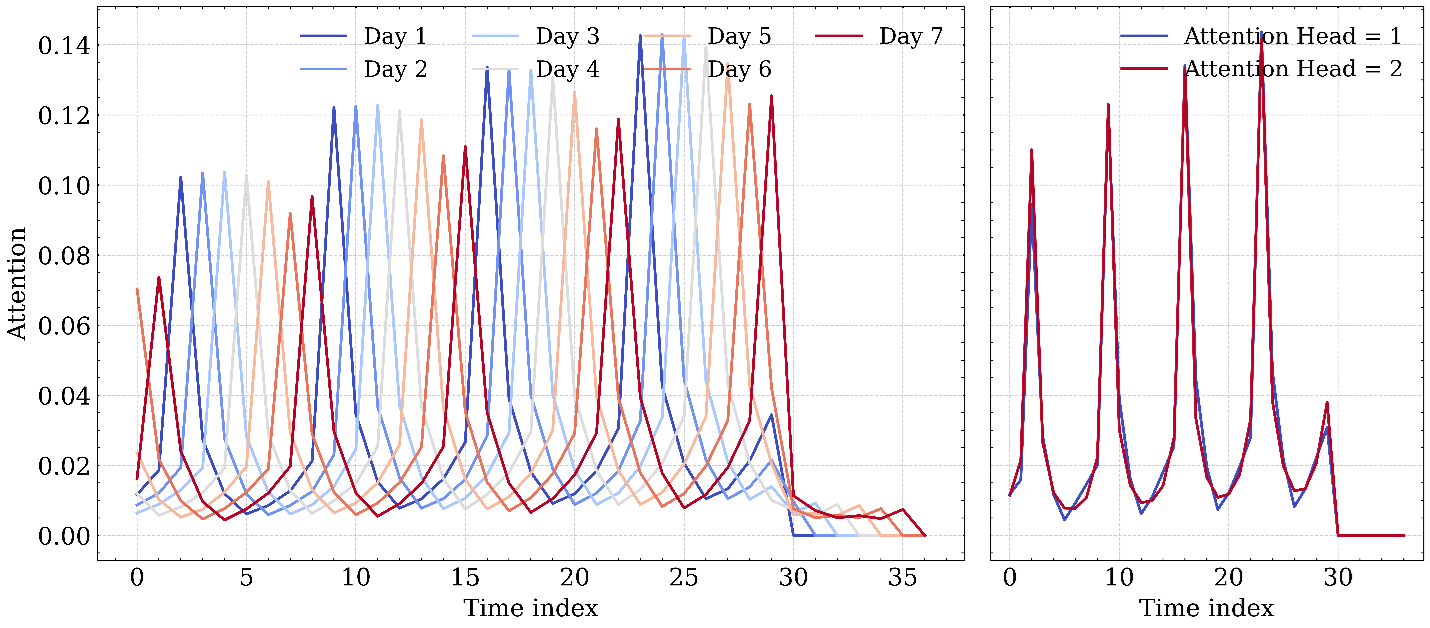 Day 1 Day 3 Day 5 Day 7
Day 2 Day 4 Day 6
0.14
0.12
0.10
0.08
0.06
0.04
0.02
0.00
Attention
0 5 10 15 20 25 30 35
Time index
Attention Head = 1
Attention Head = 2
0 10 20 30
Time index